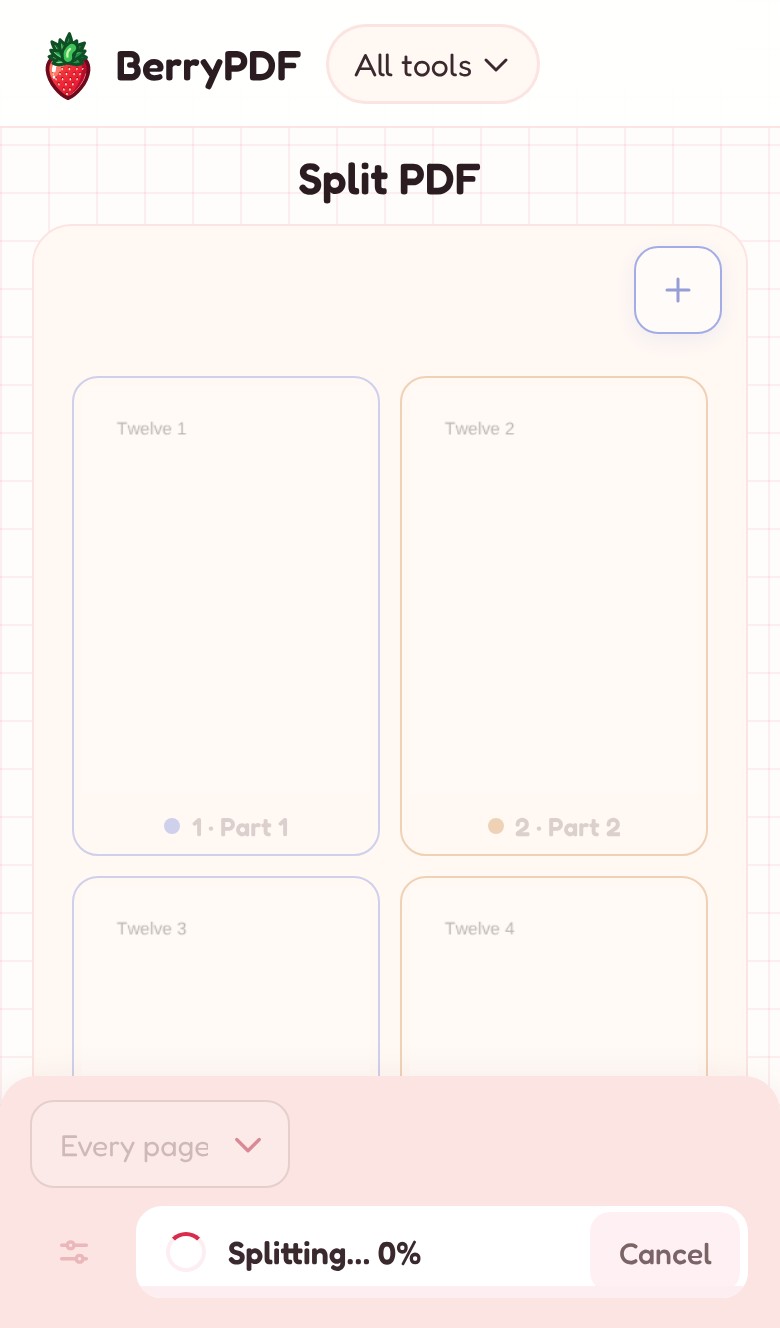 BerryPDF
All tools
Split PDF
Twelve 1
Twelve 2
1 · Part 1
2 · Part 2
Twelve 3
Twelve 4
Every page
Splitting... 0%
Cancel